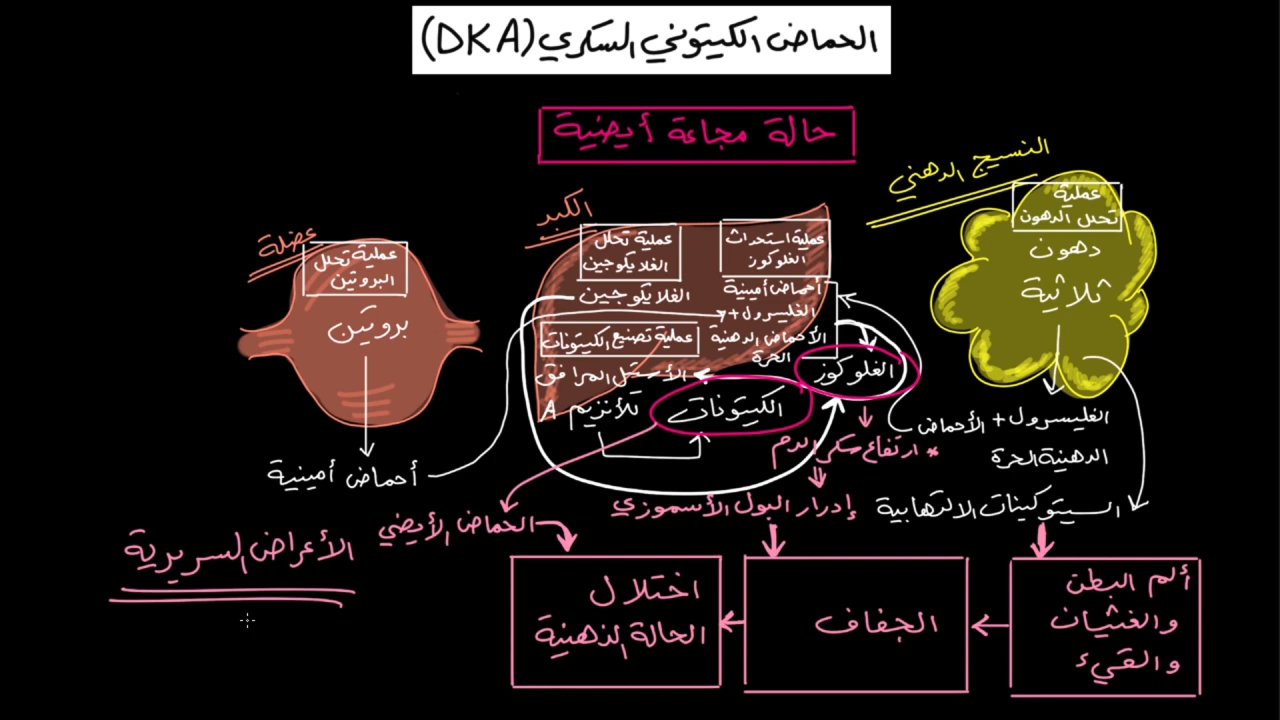 الحماض الكيتوني السكري (DKA)
حالة مجاعة أيضية
النسيج الدهني
عملية
تحلل الدهون
دهون
ثلاثية
الغليسرول + الأحماض
الدهنية الحرة
السيتوكينات الالتهابية
الكبد
عملية استحداث
الغلوكوز
أحماض أمينية
الغليسرول +
الأحماض الدهنية
الحرة
الغلوكوز
عملية تحلل
الغلايكوجين
الغلايكوجين
عملية تصنيع الكيتونات
الأستيل المرافق
للأنزيم A
الكيتونات
عضلة
عملية تحلل
البروتين
بروتين
أحماض أمينية
* ارتفاع سكر الدم
إدرار البول الأسموزي
الحماض الأيضي
الأعراض السريرية
ألم البطن
والغثيان
والقيء
الجفاف
اختلال
الحالة الذهنية